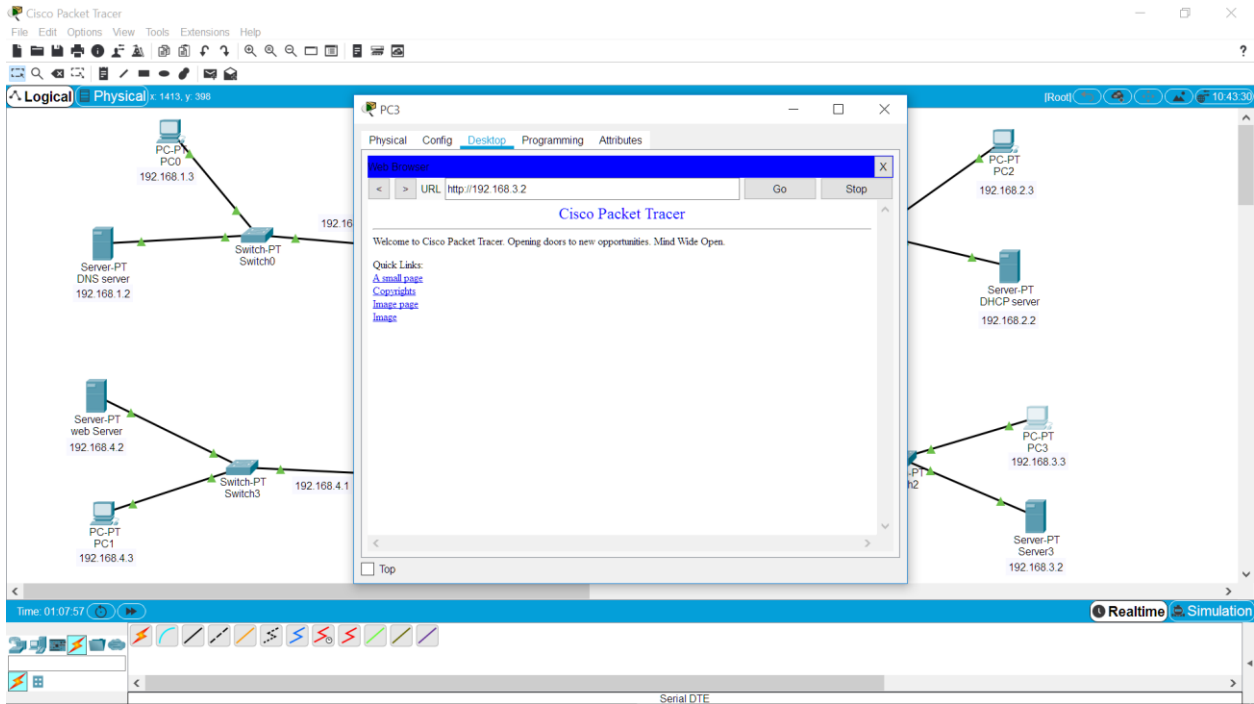 Cisco Packet Tracer
File Edit Options View Tools Extensions Help
?
Logical Physical x: 1413, y: 398
[Root] 10:43:30
PC3
Physical Config Desktop Programming Attributes
Web Browser X
< > URL http://192.168.3.2 Go Stop
Cisco Packet Tracer
Welcome to Cisco Packet Tracer. Opening doors to new opportunities. Mind Wide Open.
Quick Links:
A small page
Copyrights
Image page
Image
Top
PC-PT
PC0
192.168.1.3
192.16
Switch-PT
Switch0
Server-PT
DNS server
192.168.1.2
Server-PT
web Server
192.168.4.2
Switch-PT
Switch3
192.168.4.1
PC-PT
PC1
192.168.4.3
PC-PT
PC2
192.168.2.3
Server-PT
DHCP server
192.168.2.2
PC-PT
PC3
192.168.3.3
-PT
h2
Server-PT
Server3
192.168.3.2
Time: 01:07:57
Realtime Simulation
Serial DTE